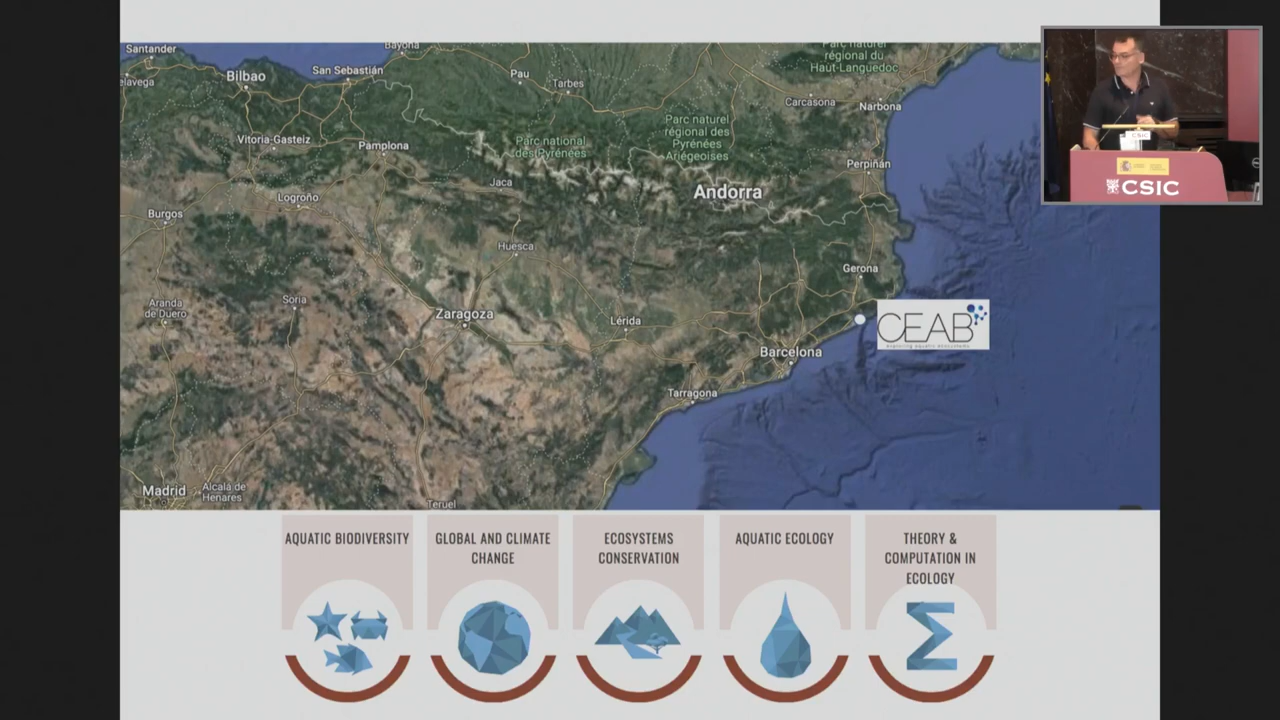 Santander
Bayona
Parc naturel
régional du
Haut-Languedoc
Bilbao
San Sebastián
Pau
Tarbes
elavega
Carcasona
Narbona
Vitoria-Gasteiz
Pamplona
Parc national
des Pyrénées
Parc naturel
régional des
Pyrénées
Ariégeoises
Perpiñán
CSIC
CSIC
Jaca
Andorra
Logroño
Burgos
Huesca
Gerona
Aranda
de Duero
Soria
Zaragoza
Lérida
CEAB
exploring aquatic ecosystems
Barcelona
Tarragona
Madrid
Alcalá de
Henares
Teruel
AQUATIC BIODIVERSITY
GLOBAL AND CLIMATE
CHANGE
ECOSYSTEMS
CONSERVATION
AQUATIC ECOLOGY
THEORY &
COMPUTATION IN
ECOLOGY